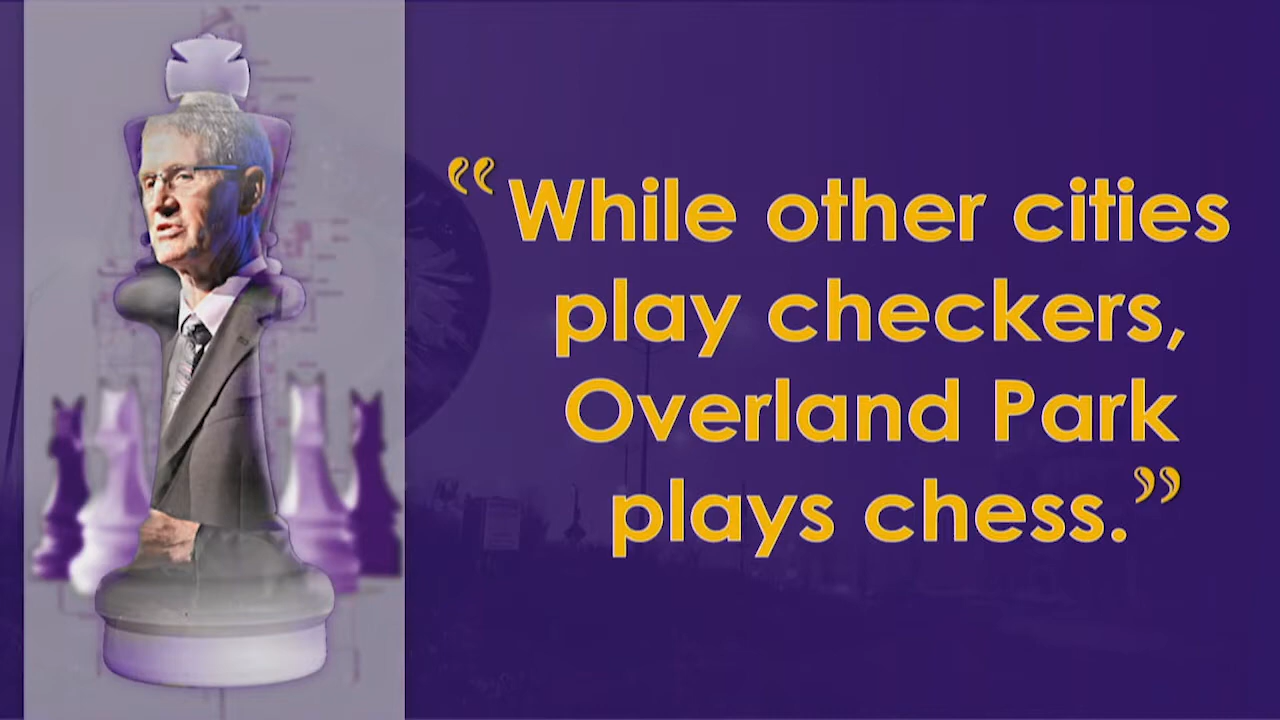 “While other cities
play checkers,
Overland Park
plays chess.”